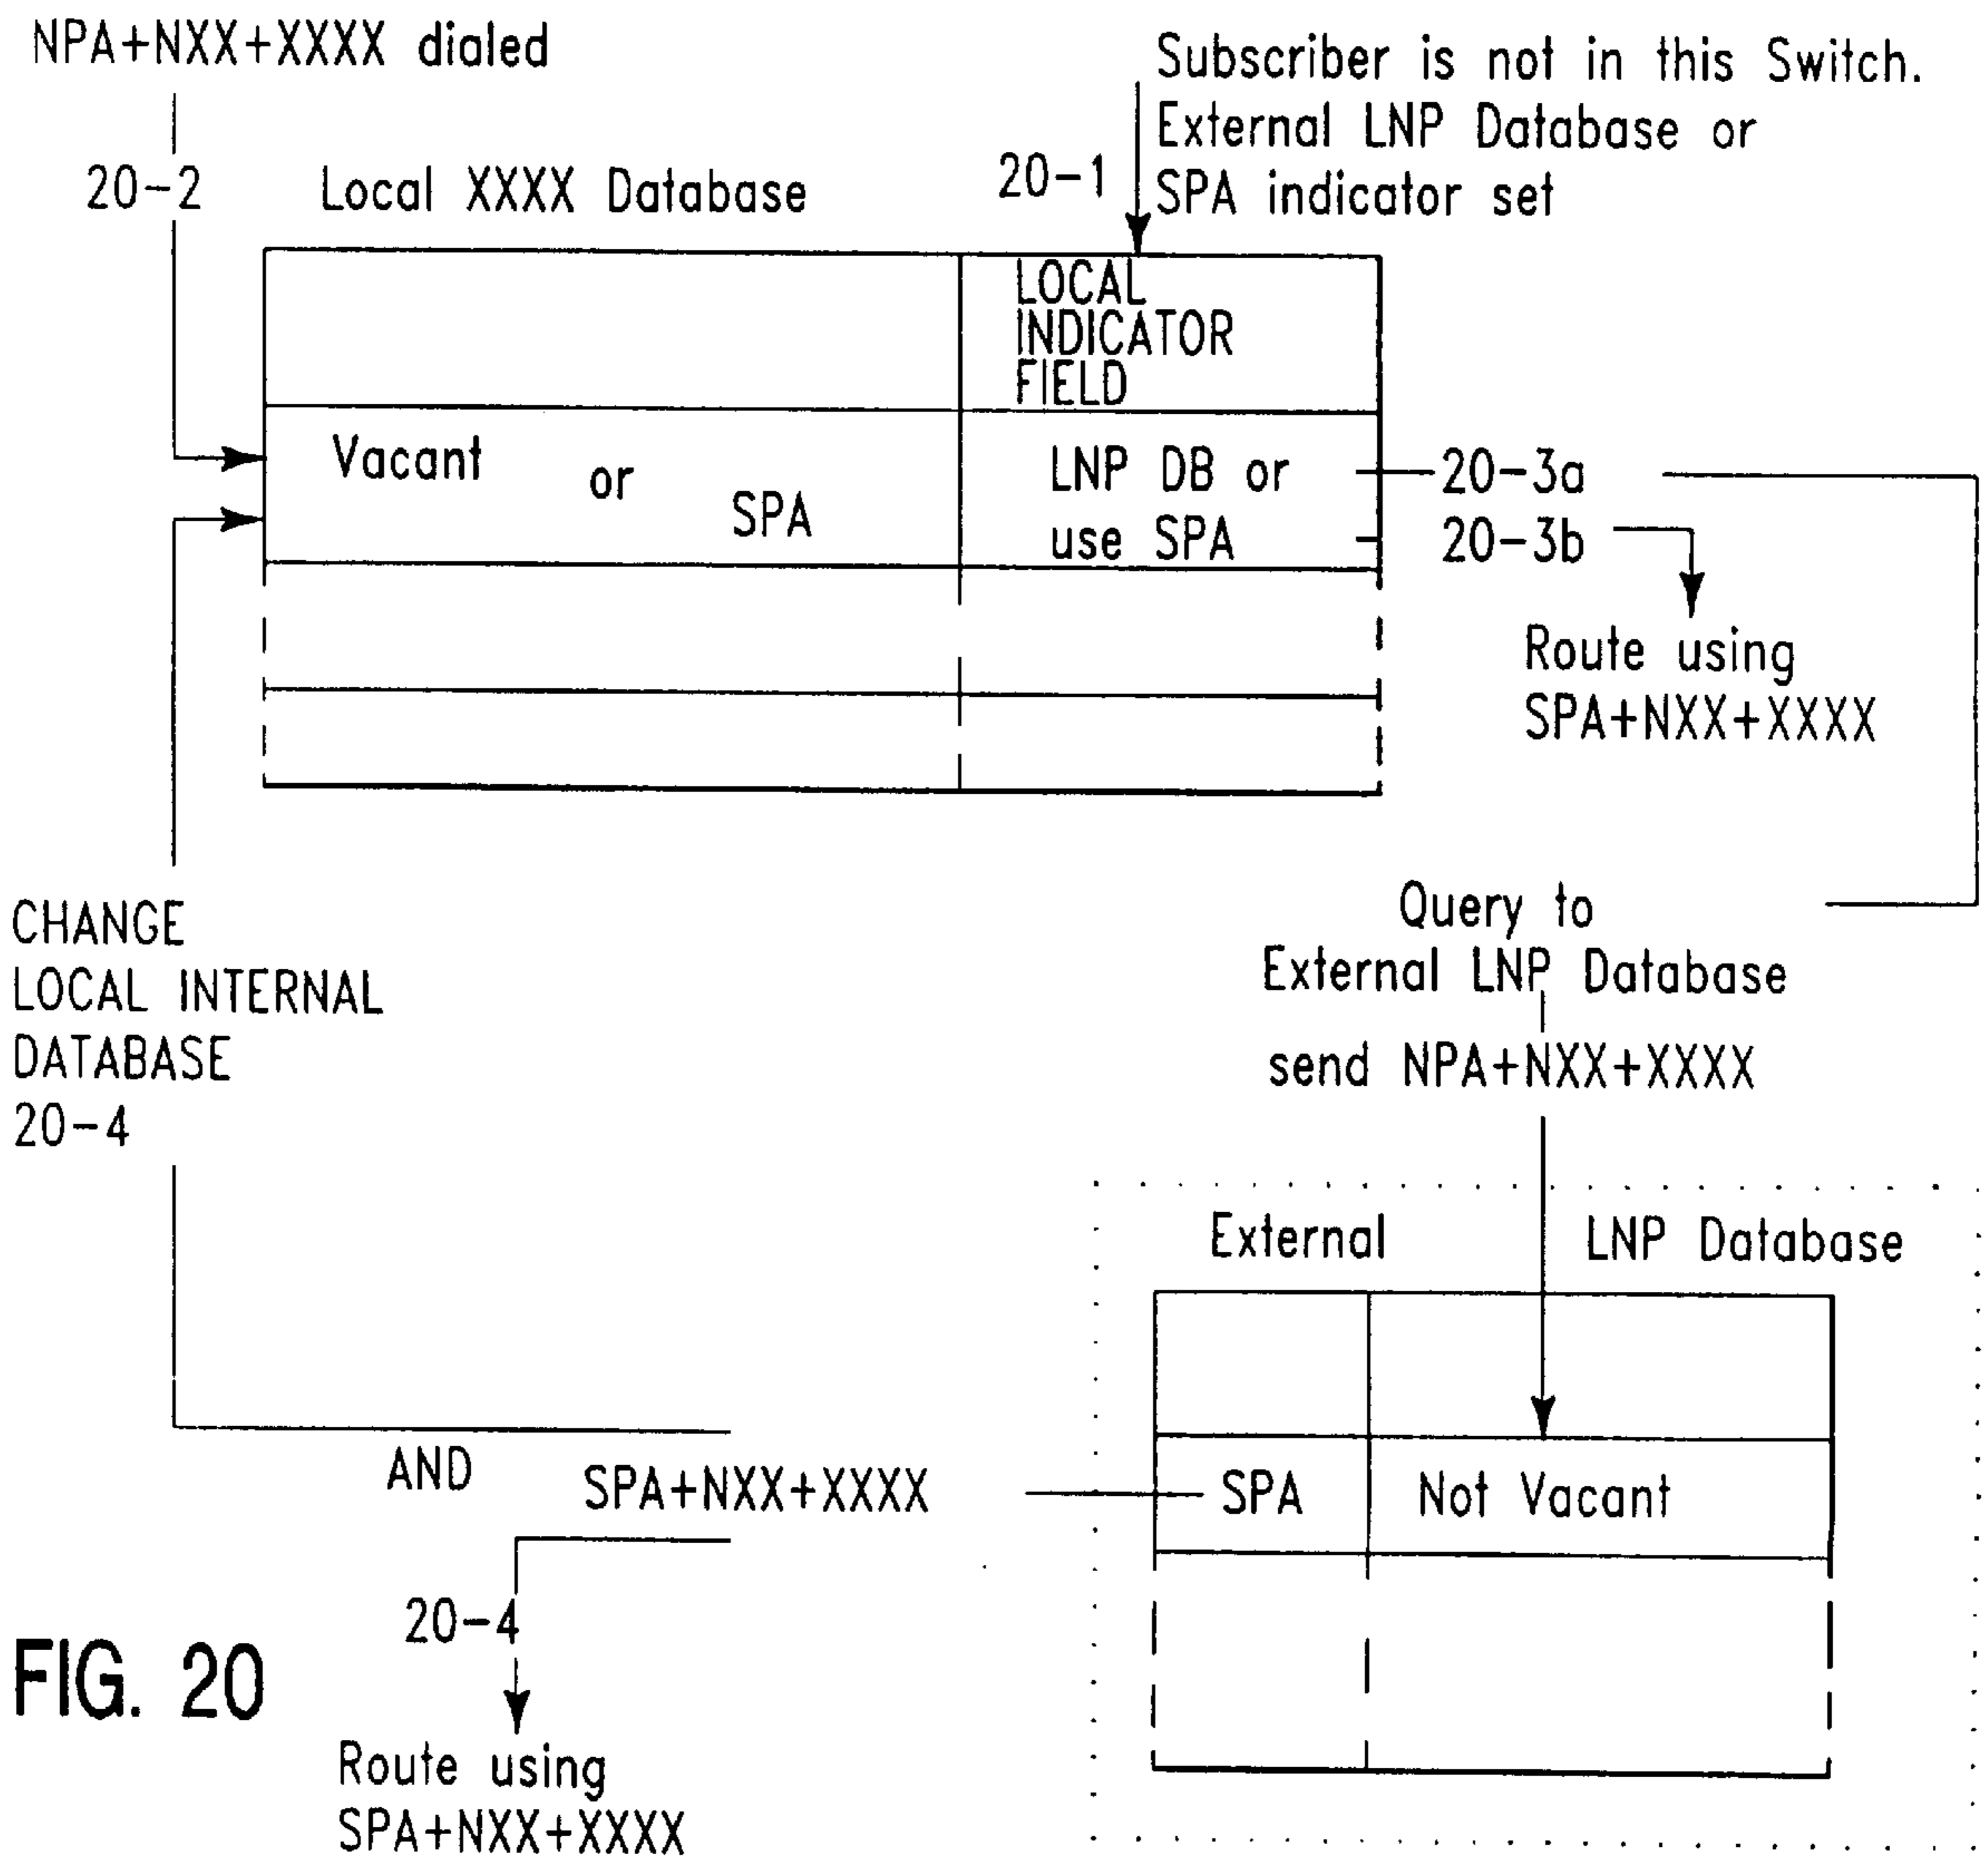 NPA+NXX+XXXX dialed
Subscriber is not in this Switch.
External LNP Database or
SPA indicator set
20-1
20-2
Local XXXX Database
LOCAL
INDICATOR
FIELD
Vacant or SPA
LNP DB or
use SPA
20-3a
20-3b
Route using
SPA+NXX+XXXX
CHANGE
LOCAL INTERNAL
DATABASE
20-4
Query to
External LNP Database
send NPA+NXX+XXXX
External LNP Database
SPA Not Vacant
AND
SPA+NXX+XXXX
20-4
Route using
SPA+NXX+XXXX
FIG. 20